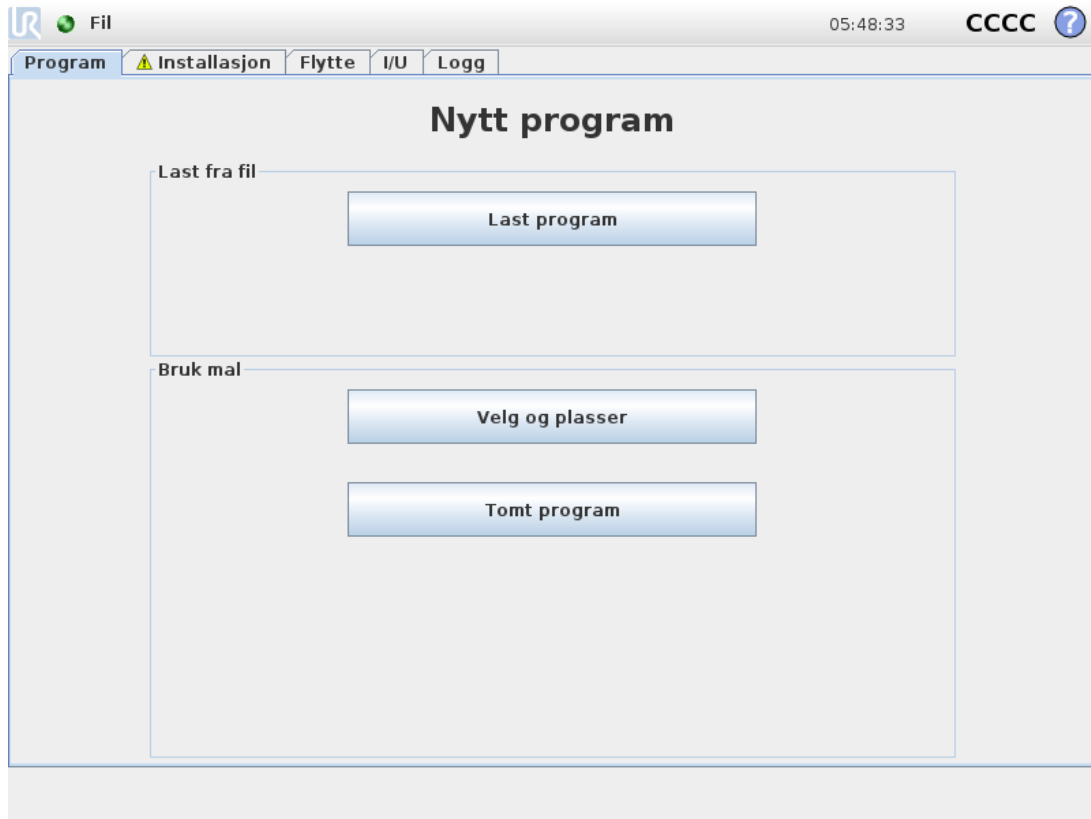 UR Fil 05:48:33 CCCC ?
Program Installasjon Flytte I/U Logg
Nytt program
Last fra fil
Last program
Bruk mal
Velg og plasser
Tomt program